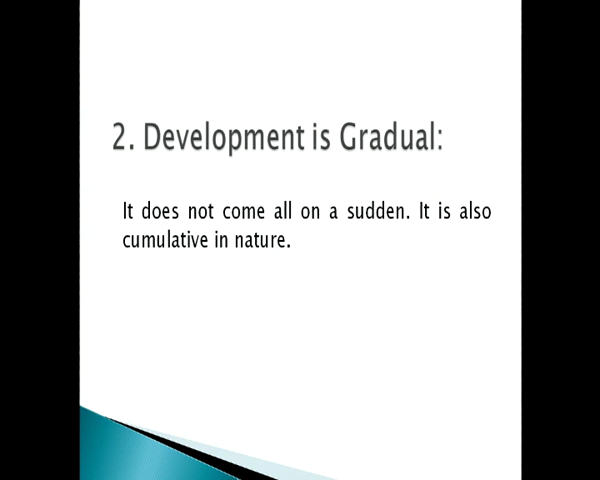 2. Development is Gradual:
It does not come all on a sudden. It is also
cumulative in nature.